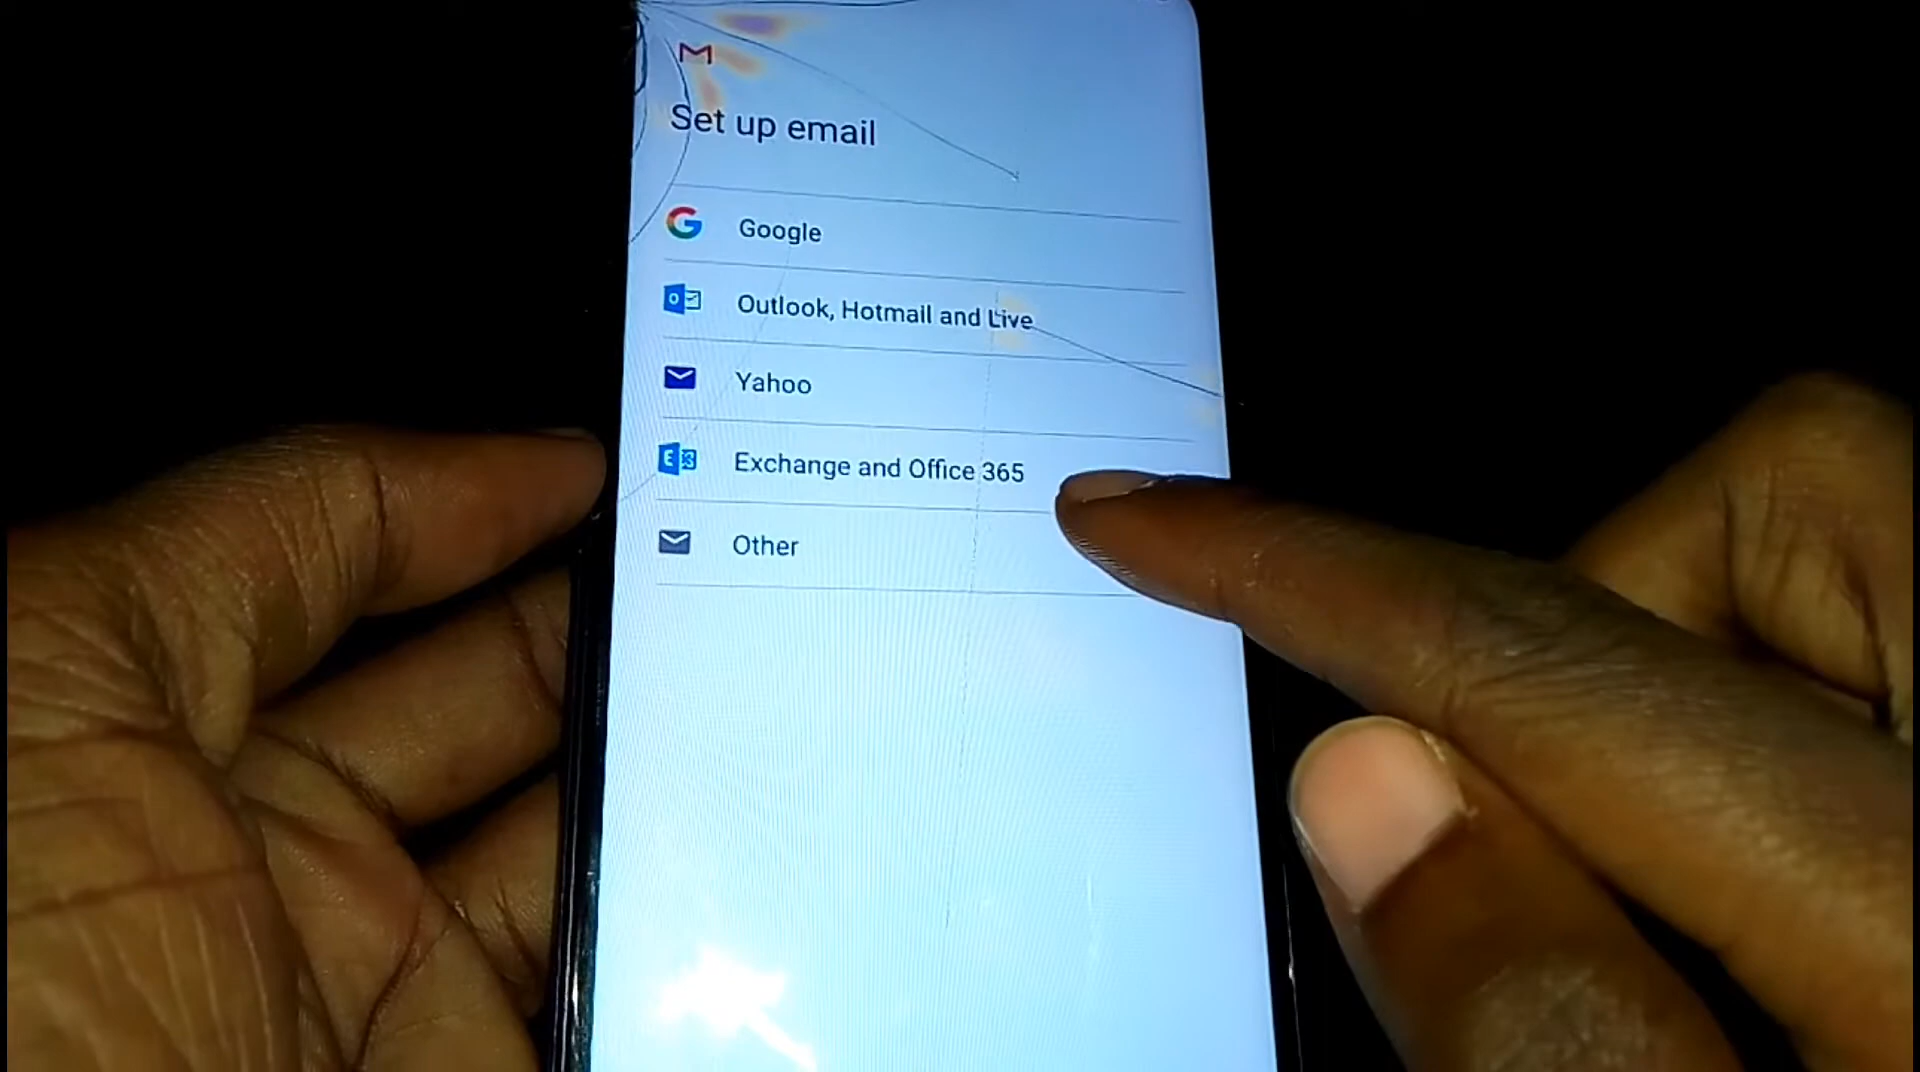 Set up email
Google
Outlook, Hotmail and Live
Yahoo
Exchange and Office 365
Other